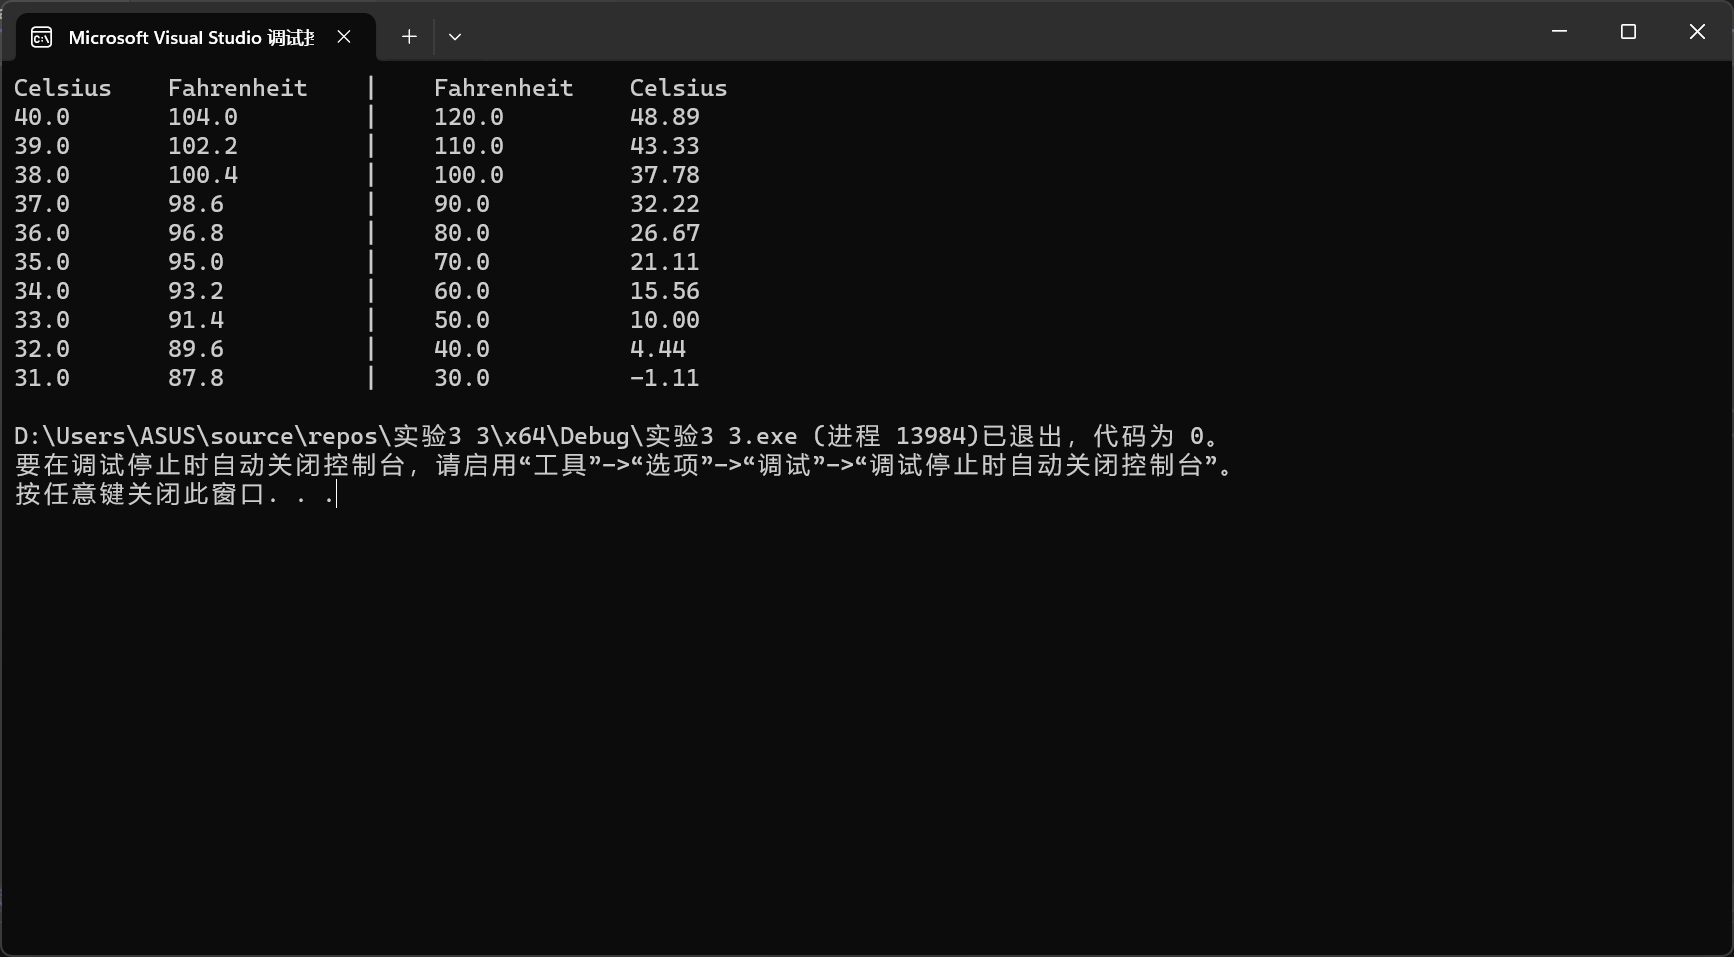 Microsoft Visual Studio 调试
Celsius Fahrenheit | Fahrenheit Celsius
40.0 104.0 | 120.0 48.89
39.0 102.2 | 110.0 43.33
38.0 100.4 | 100.0 37.78
37.0 98.6 | 90.0 32.22
36.0 96.8 | 80.0 26.67
35.0 95.0 | 70.0 21.11
34.0 93.2 | 60.0 15.56
33.0 91.4 | 50.0 10.00
32.0 89.6 | 40.0 4.44
31.0 87.8 | 30.0 -1.11
D:\Users\ASUS\source\repos\实验3 3\x64\Debug\实验3 3.exe (进程 13984)已退出，代码为 0。
要在调试停止时自动关闭控制台，请启用“工具”->“选项”->“调试”->“调试停止时自动关闭控制台”。
按任意键关闭此窗口. . .